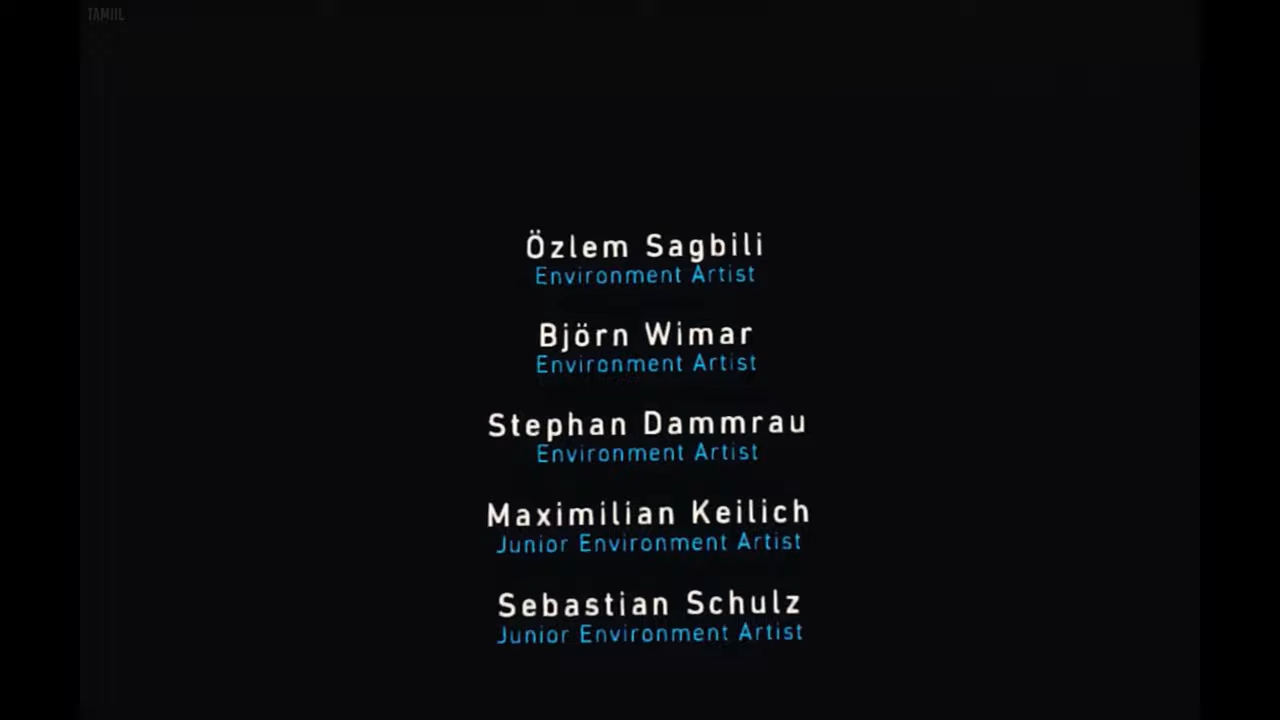 TAMIIL
Özlem Sagbili
Environment Artist
Björn Wimar
Environment Artist
Stephan Dammrau
Environment Artist
Maximilian Keilich
Junior Environment Artist
Sebastian Schulz
Junior Environment Artist